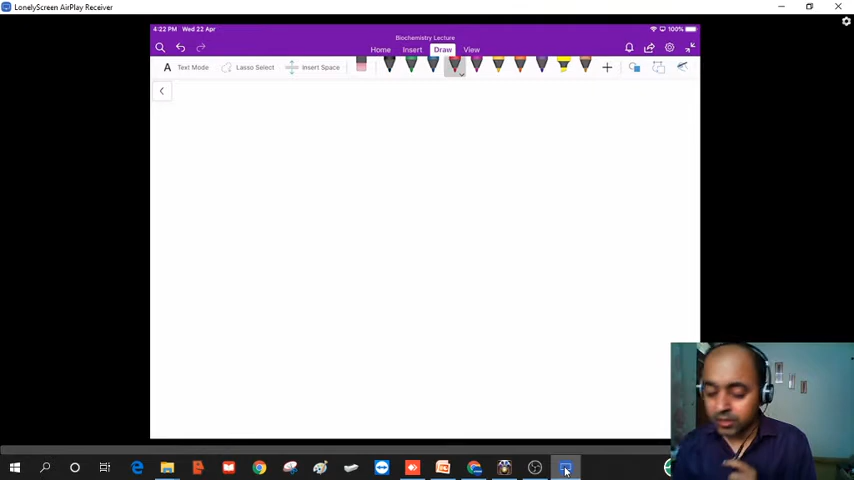 LonelyScreen AirPlay Receiver
4:22 PM Wed 22 Apr
100%
Biochemistry Lecture
Home Insert Draw View
A Text Mode Lasso Select Insert Space